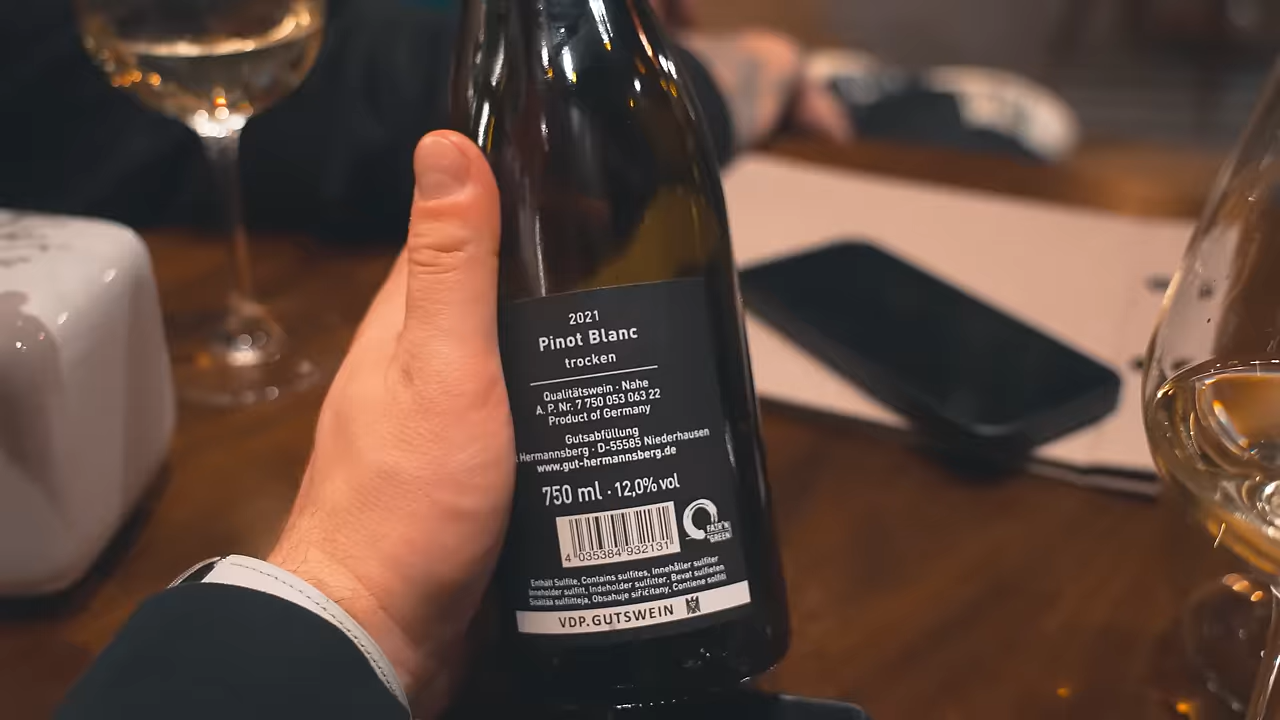 2021
Pinot Blanc
trocken
Qualitätswein · Nahe
A. P. Nr. 7 750 053 063 22
Product of Germany
Gutsabfüllung
Hermannsberg · D-55585 Niederhausen
www.gut-hermannsberg.de
750 ml · 12,0% vol
FAIR'N
GREEN
4 035384 932131
Enthält Sulfite, Contains sulfites, Innehåller sulfiter
Inneholder sulfitt, Indeholder sulfitter, Bevat sulfieten
Sisältää sulfiitteja, Obsahuje siřičitany, Contiene solfiti
VDP.GUTSWEIN